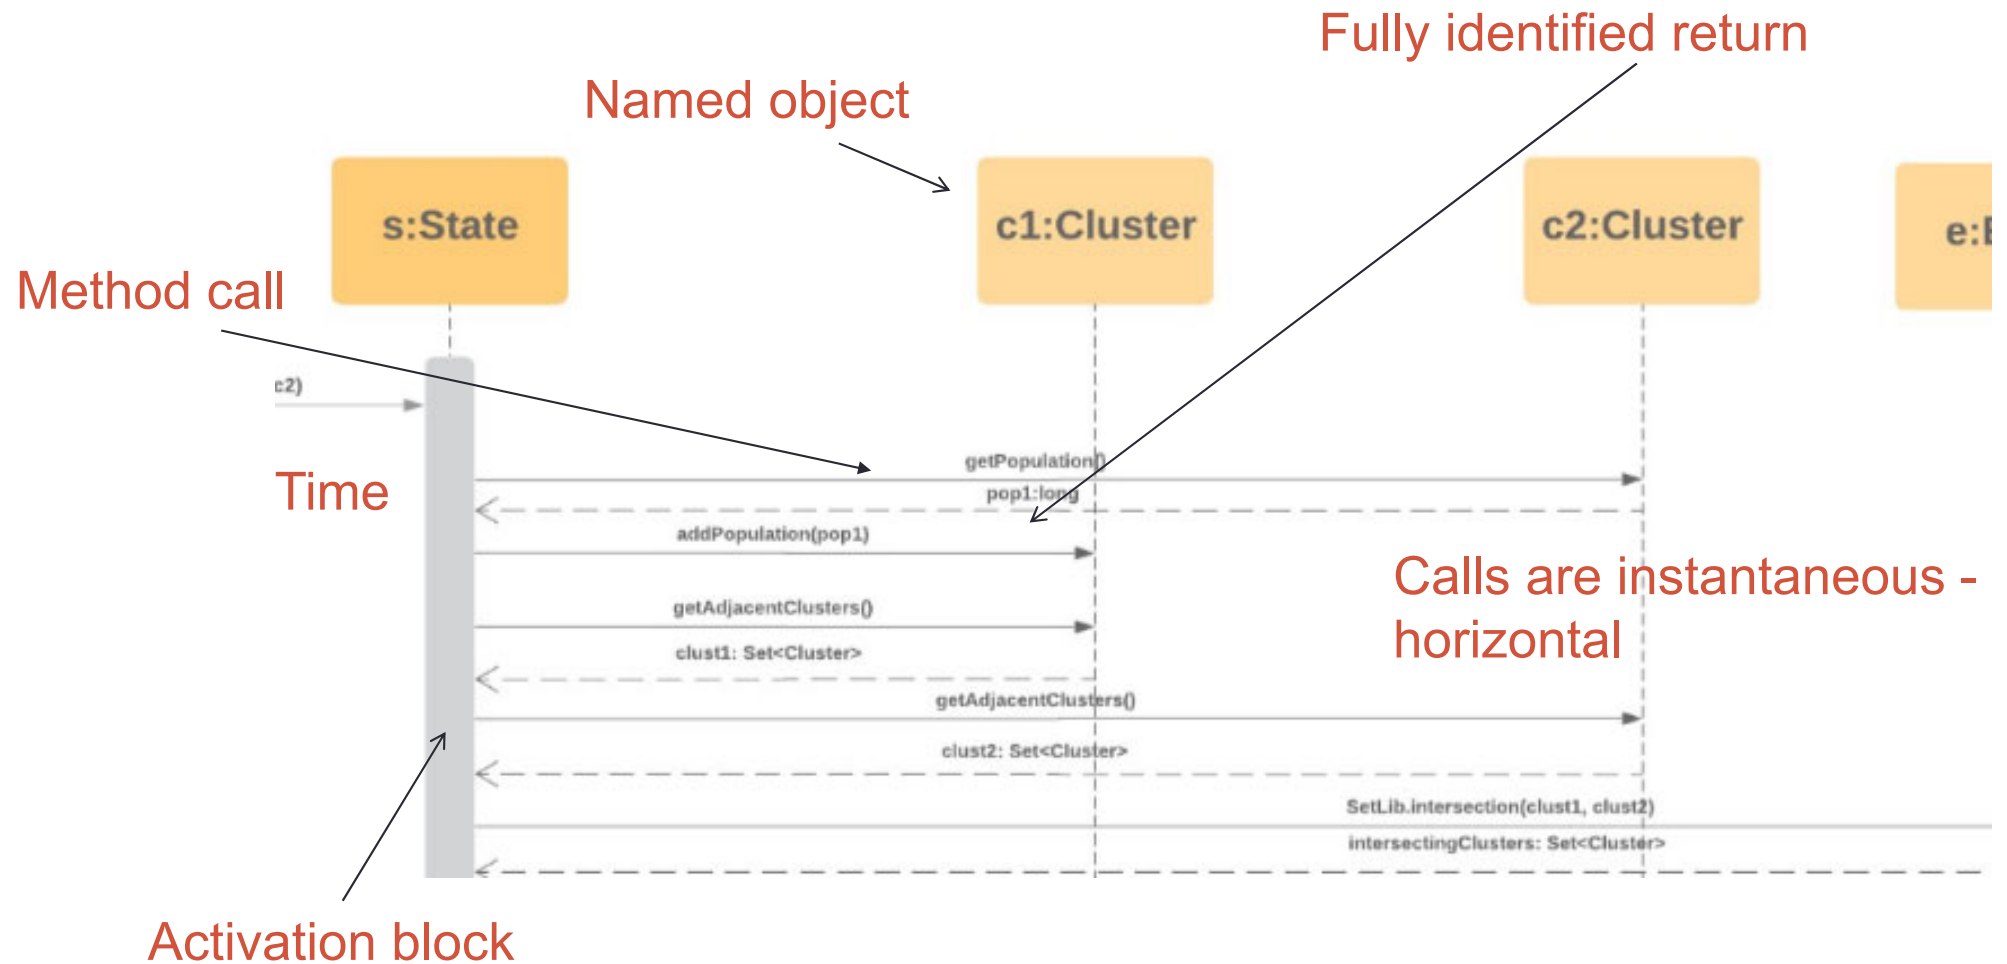 Fully identified return
Named object
s:State
c1:Cluster
c2:Cluster
e:E
Method call
c2)
getPopulation()
Time
pop1:long
addPopulation(pop1)
Calls are instantaneous -
horizontal
getAdjacentClusters()
clust1: Set<Cluster>
getAdjacentClusters()
clust2: Set<Cluster>
SetLib.intersection(clust1, clust2)
intersectingClusters: Set<Cluster>
Activation block